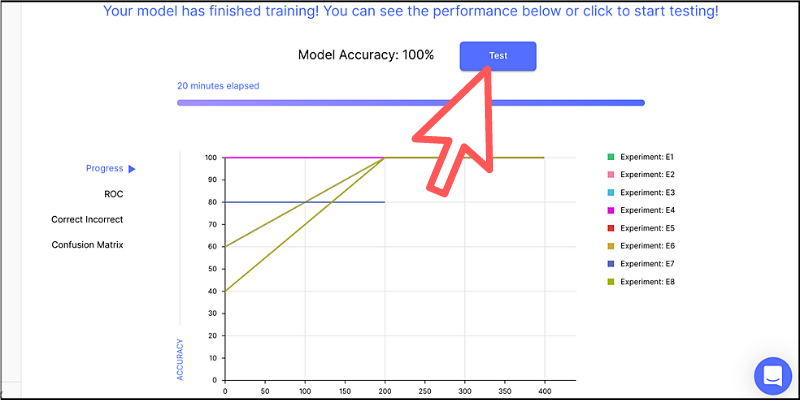 Your model has finished training! You can see the performance below or click to start testing!
Model Accuracy: 100%
Test
20 minutes elapsed
Progress
ROC
Correct Incorrect
Confusion Matrix
ACCURACY
100
90
80
70
60
50
40
30
20
10
0
0 50 100 150 200 250 300 350 400
Experiment: E1
Experiment: E2
Experiment: E3
Experiment: E4
Experiment: E5
Experiment: E6
Experiment: E7
Experiment: E8